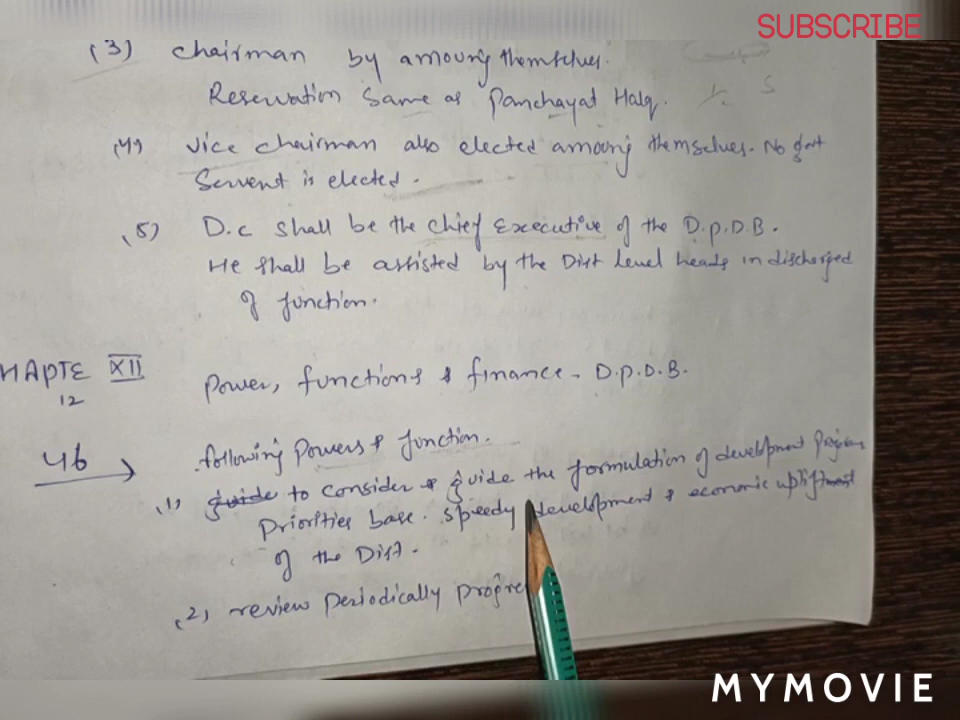 SUBSCRIBE
(3) chairman by amoung themselves.
Reservation Same as Panchayat Halq.
(4) vice chairman also elected amoung themselves. No govt
Servent is elected.
(5) D.c shall be the chief executive of the D.p.D.B.
He shall be assisted by the Dist Level heads in discharged
of function.
HAPTE XII
12
Power, functions & finance - D.p.D.B.
46 → following Powers & function.
(1) guide to consider & guide the formulation of development
Priorities base. speedy development & economic upliftment
of the Dist.
(2) review Periodically progre
MYMOVIE